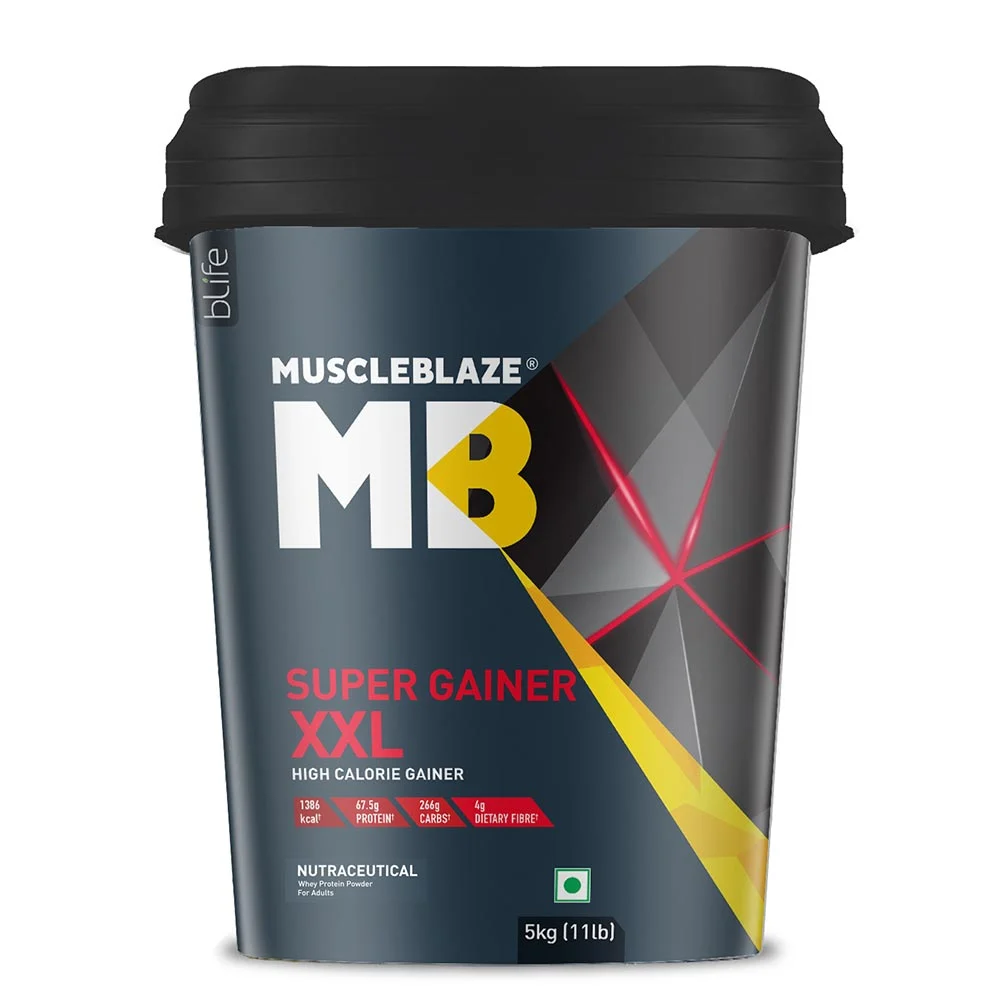 bLife
MUSCLEBLAZE®
MB
SUPER GAINER
XXL
HIGH CALORIE GAINER
1386 kcal† 67.5g PROTEIN† 266g CARBS† 4g DIETARY FIBRE†
NUTRACEUTICAL
Whey Protein Powder
For Adults
5kg (11lb)